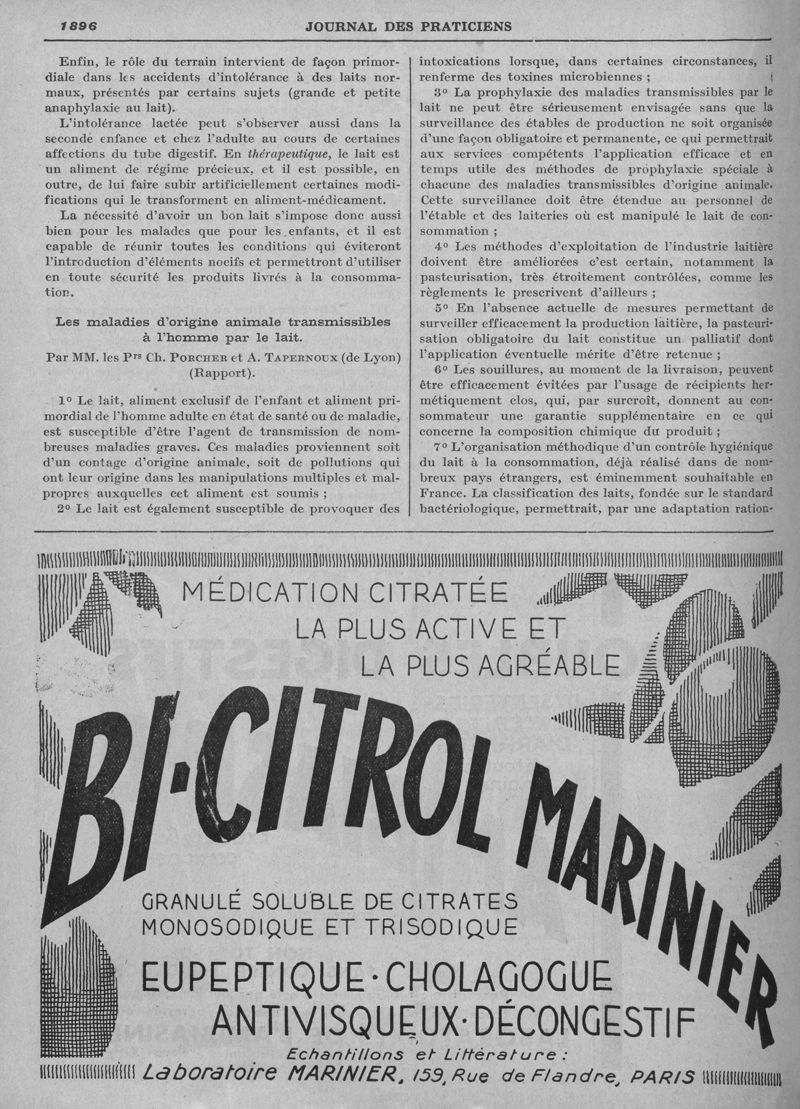 1896
JOURNAL DES PRATICIENS
Enfin, le rôle du terrain intervient de façon primor-
diale dans les accidents d'intolérance à des laits nor-
maux, présentés par certains sujets (grande et petite
anaphylaxie au lait).
L'intolérance lactée peut s'observer aussi dans la
seconde enfance et chez l'adulte au cours de certaines
affections du tube digestif. En thérapeutique, le lait est
un aliment de régime précieux, et il est possible, en
outre, de lui faire subir artificiellement certaines modi-
fications qui le transforment en aliment-médicament.
La nécessité d'avoir un bon lait s'impose donc aussi
bien pour les malades que pour les enfants, et il est
capable de réunir toutes les conditions qui éviteront
l'introduction d'éléments nocifs et permettront d'utiliser
en toute sécurité les produits livrés à la consomma-
tion.
Les maladies d'origine animale transmissibles
à l'homme par le lait.
Par MM. les Prs Ch. PORCHER et A. TAPERNOUX (de Lyon)
(Rapport).
1º Le lait, aliment exclusif de l'enfant et aliment pri-
mordial de l'homme adulte en état de santé ou de maladie,
est susceptible d'être l'agent de transmission de nom-
breuses maladies graves. Ces maladies proviennent soit
d'un contage d'origine animale, soit de pollutions qui
ont leur origine dans les manipulations multiples et mal-
propres auxquelles cet aliment est soumis ;
2º Le lait est également susceptible de provoquer des
intoxications lorsque, dans certaines circonstances, il
renferme des toxines microbiennes ;
3º La prophylaxie des maladies transmissibles par le
lait ne peut être sérieusement envisagée sans que la
surveillance des étables de production ne soit organisée
d'une façon obligatoire et permanente, ce qui permettrait
aux services compétents l'application efficace et en
temps utile des méthodes de prophylaxie spéciale à
chacune des maladies transmissibles d'origine animale.
Cette surveillance doit être étendue au personnel de
l'étable et des laiteries où est manipulé le lait de con-
sommation ;
4º Les méthodes d'exploitation de l'industrie laitière
doivent être améliorées c'est certain, notamment la
pasteurisation, très étroitement contrôlées, comme les
règlements le prescrivent d'ailleurs ;
5º En l'absence actuelle de mesures permettant de
surveiller efficacement la production laitière, la pasteuri-
sation obligatoire du lait constitue un palliatif dont
l'application éventuelle mérite d'être retenue ;
6º Les souillures, au moment de la livraison, peuvent
être efficacement évitées par l'usage de récipients her-
métiquement clos, qui, par surcroît, donnent au con-
sommateur une garantie supplémentaire en ce qui
concerne la composition chimique du produit ;
7º L'organisation méthodique d'un contrôle hygiénique
du lait à la consommation, déjà réalisé dans de nom-
breux pays étrangers, est éminemment souhaitable en
France. La classification des laits, fondée sur le standard
bactériologique, permettrait, par une adaptation ration-
MÉDICATION CITRATÉE
LA PLUS ACTIVE ET
LA PLUS AGRÉABLE
BI-CITROL MARINIER
GRANULÉ SOLUBLE DE CITRATES
MONOSODIQUE ET TRISODIQUE
EUPEPTIQUE · CHOLAGOGUE
ANTIVISQUEUX · DÉCONGESTIF
Echantillons et Littérature :
Laboratoire MARINIER, 159, Rue de Flandre, PARIS